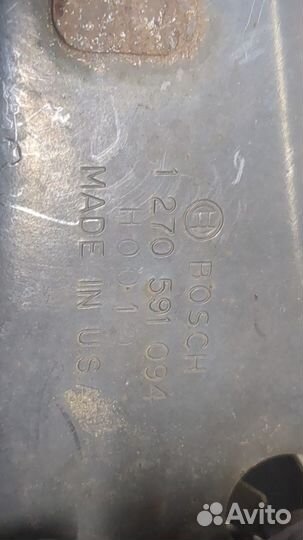 BOSCH
1 270 591 094
MADE IN USA
Avito